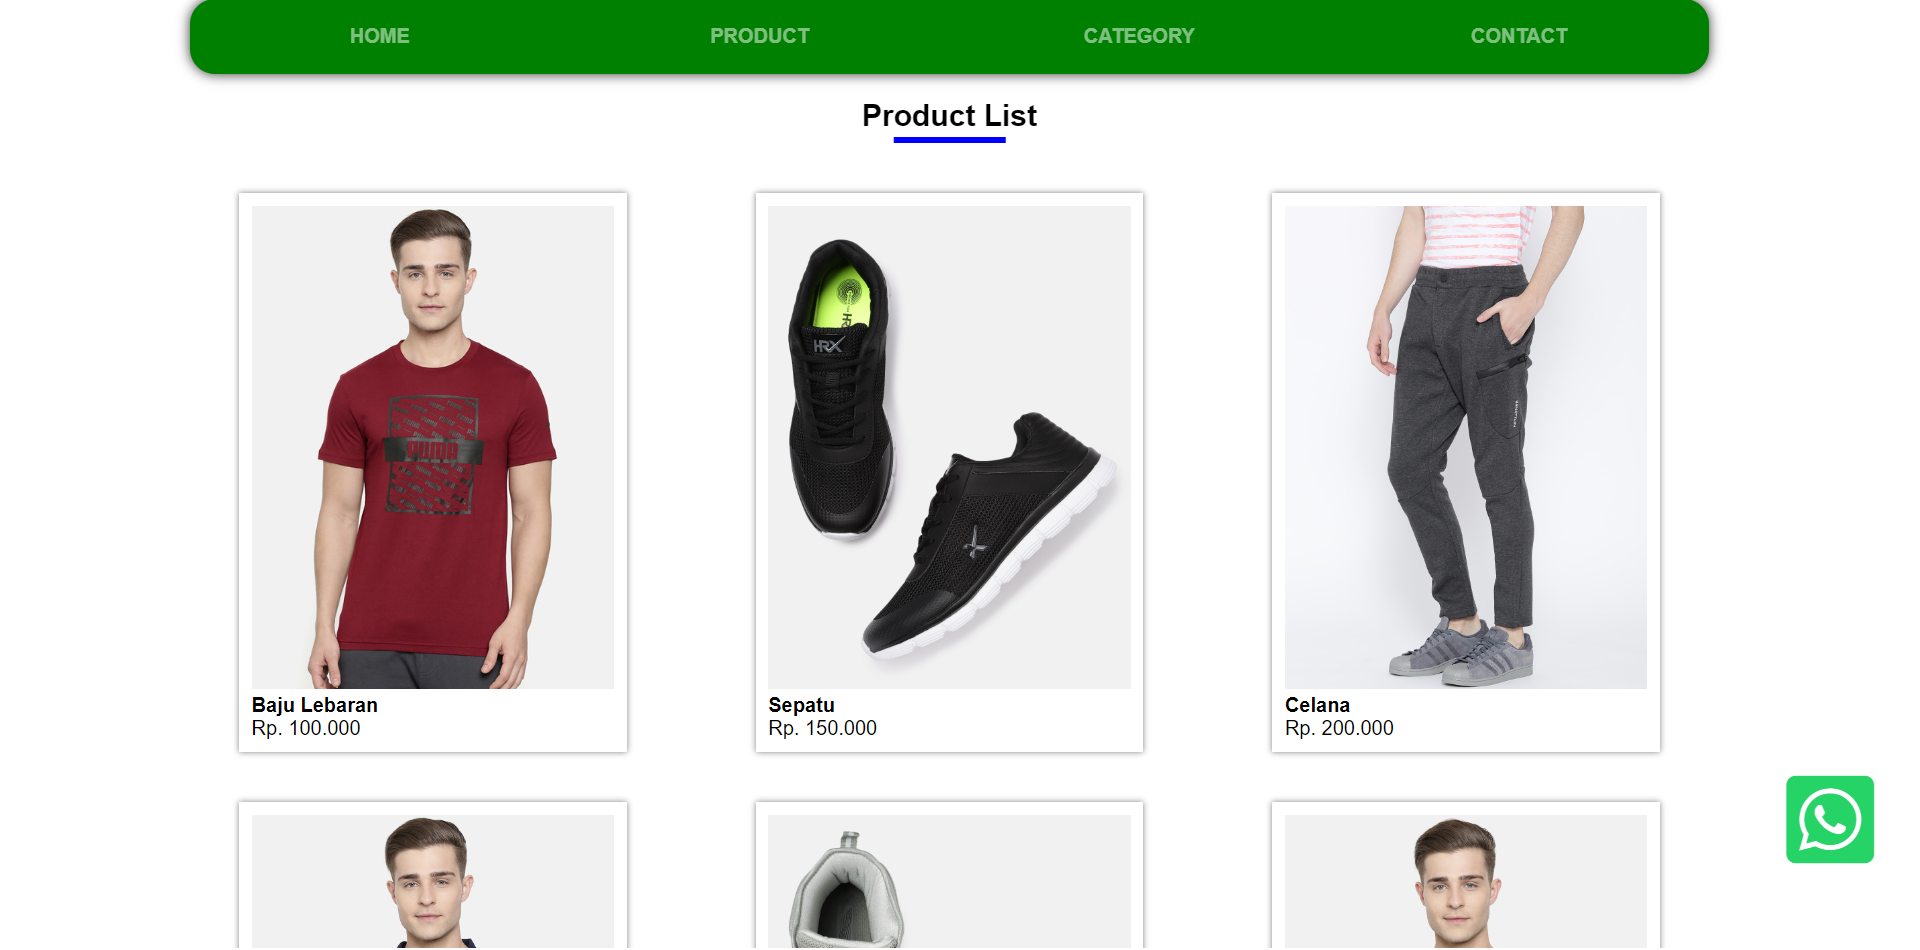 HOME PRODUCT CATEGORY CONTACT
Product List
PUMA
HRX
HRX
Baju Lebaran
Rp. 100.000
Sepatu
Rp. 150.000
Celana
Rp. 200.000